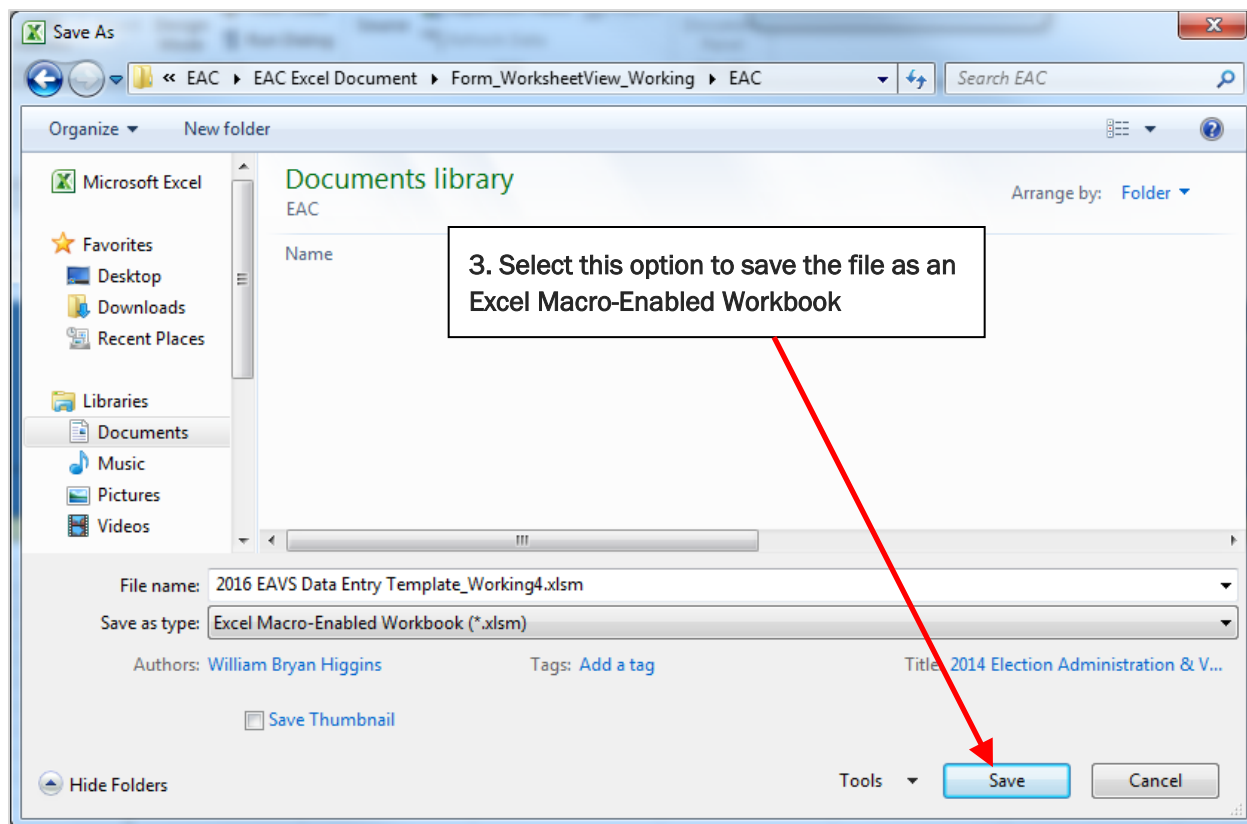 Save As
« EAC ▸ EAC Excel Document ▸ Form_WorksheetView_Working ▸ EAC
Search EAC
Organize
New folder
Microsoft Excel
Favorites
Desktop
Downloads
Recent Places
Libraries
Documents
Music
Pictures
Videos
Documents library
EAC
Arrange by: Folder
Name
3. Select this option to save the file as an
Excel Macro-Enabled Workbook
File name: 2016 EAVS Data Entry Template_Working4.xlsm
Save as type: Excel Macro-Enabled Workbook (*.xlsm)
Authors: William Bryan Higgins Tags: Add a tag Title: 2014 Election Administration & V...
Save Thumbnail
Hide Folders
Tools
Save
Cancel